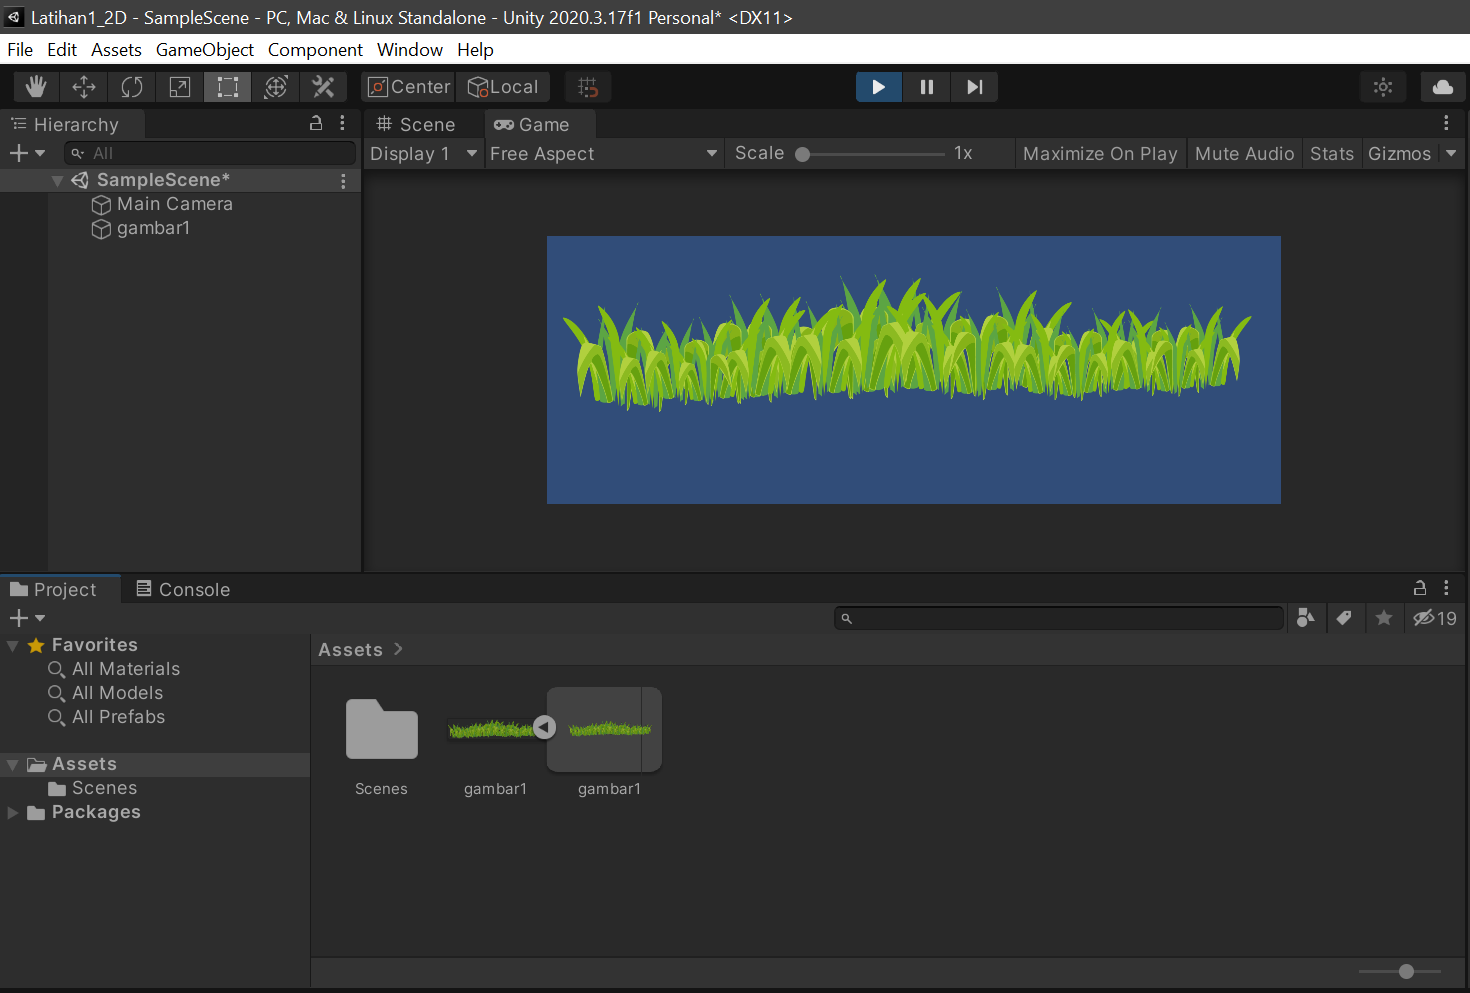 Latihan1_2D - SampleScene - PC, Mac & Linux Standalone - Unity 2020.3.17f1 Personal* <DX11>
File Edit Assets GameObject Component Window Help
Center Local
Hierarchy
All
SampleScene*
Main Camera
gambar1
Scene Game
Display 1 Free Aspect Scale 1x Maximize On Play Mute Audio Stats Gizmos
Project Console
19
Favorites
All Materials
All Models
All Prefabs
Assets
Scenes
Packages
Assets
Scenes gambar1 gambar1